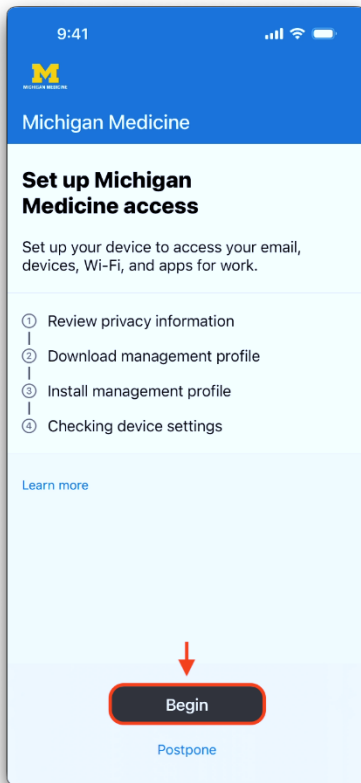 9:41
M
MICHIGAN MEDICINE
Michigan Medicine
Set up Michigan
Medicine access
Set up your device to access your email,
devices, Wi-Fi, and apps for work.
1 Review privacy information
2 Download management profile
3 Install management profile
4 Checking device settings
Learn more
Begin
Postpone